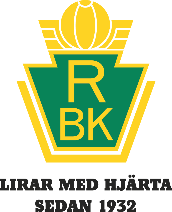 R
BK
LIRAR MED HJÄRTA
SEDAN 1932